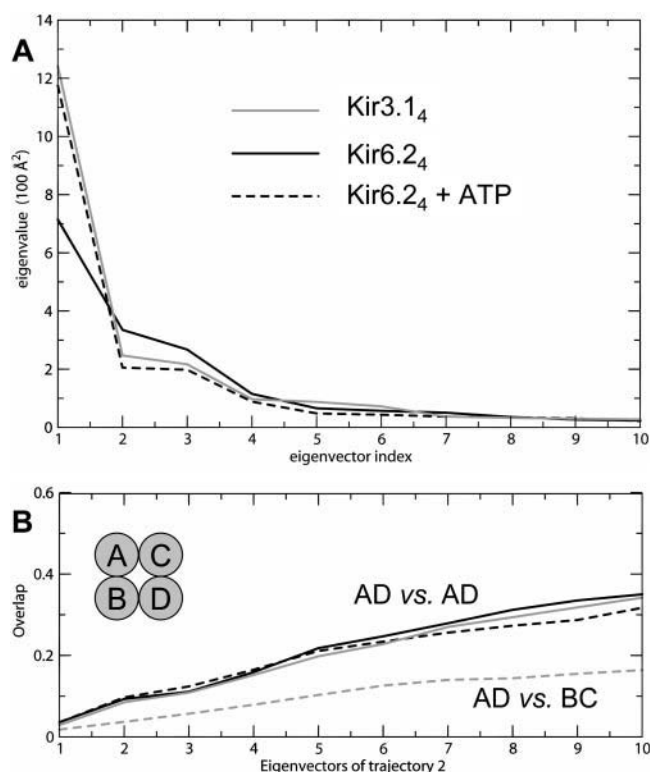 A
14
12
10
8
6
4
2
0
eigenvalue (100 Å²)
Kir3.1₄
Kir6.2₄
Kir6.2₄ + ATP
1 2 3 4 5 6 7 8 9 10
eigenvector index
B
0.6
0.4
0.2
0
Overlap
A C
B D
AD vs. AD
AD vs. BC
1 2 3 4 5 6 7 8 9 10
Eigenvectors of trajectory 2